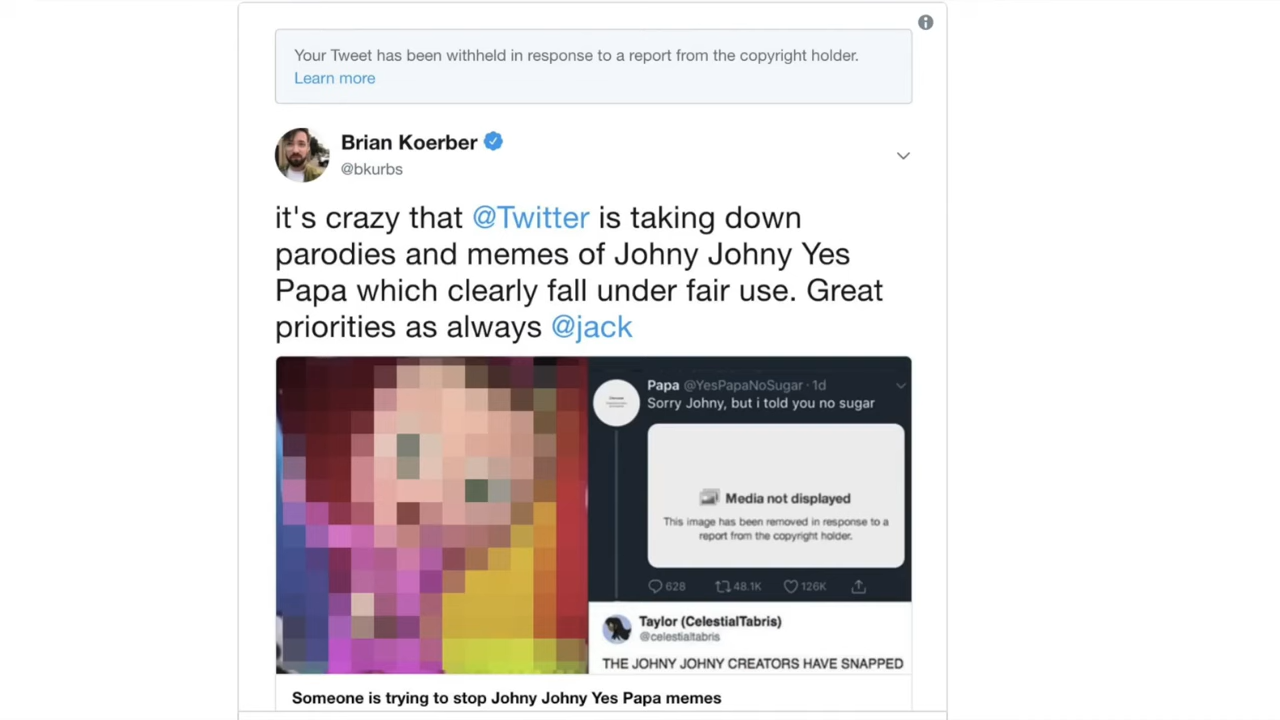 Your Tweet has been withheld in response to a report from the copyright holder.
Learn more
Brian Koerber
@bkurbs
it's crazy that @Twitter is taking down
parodies and memes of Johny Johny Yes
Papa which clearly fall under fair use. Great
priorities as always @jack
Papa @YesPapaNoSugar · 1d
Sorry Johny, but i told you no sugar
Media not displayed
This image has been removed in response to a
report from the copyright holder.
628 48.1K 126K
Taylor (CelestialTabris)
@celestialtabris
THE JOHNY JOHNY CREATORS HAVE SNAPPED
Someone is trying to stop Johny Johny Yes Papa memes